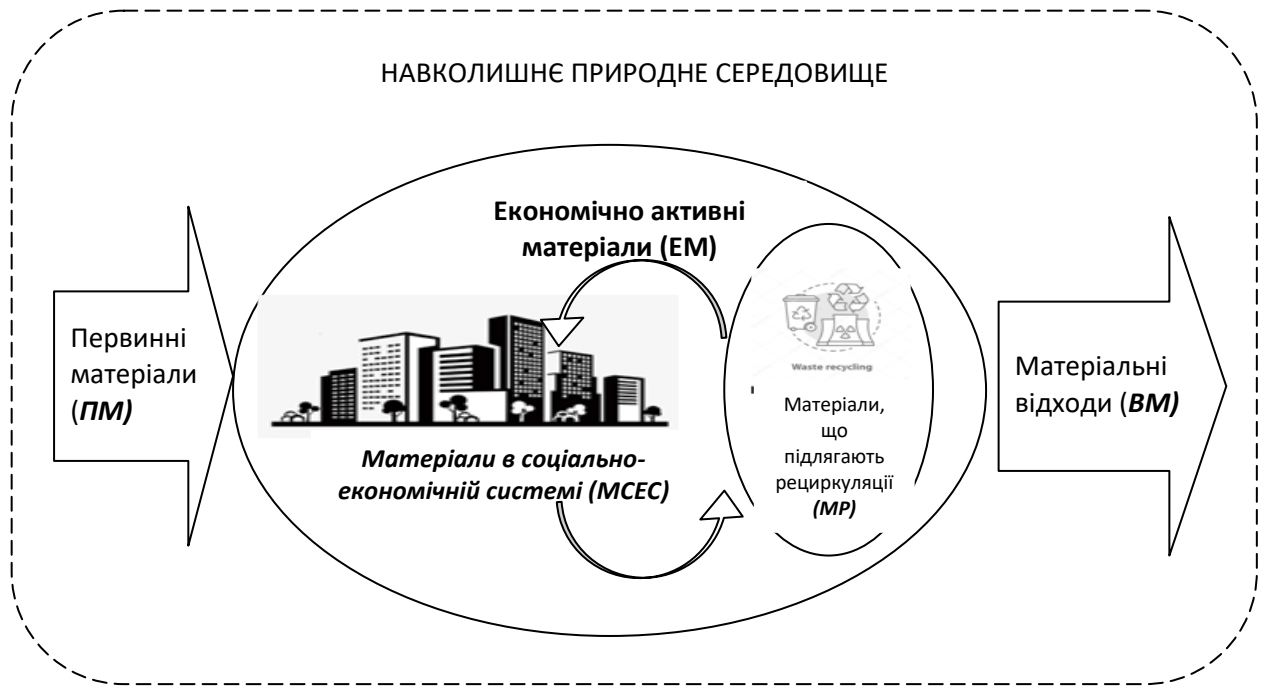 НАВКОЛИШНЄ ПРИРОДНЕ СЕРЕДОВИЩЕ
Економічно активні
матеріали (ЕМ)
Первинні
матеріали
(ПМ)
Waste recycling
Матеріали,
що
підлягають
рециркуляції
(МР)
Матеріали в соціально-
економічній системі (МСЕС)
Матеріальні
відходи (ВМ)